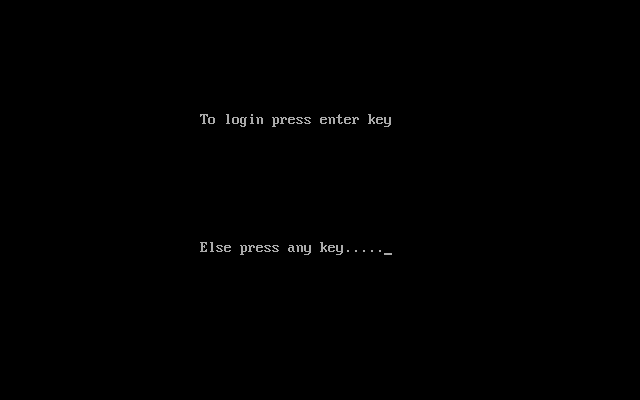 To login press enter key
Else press any key....._